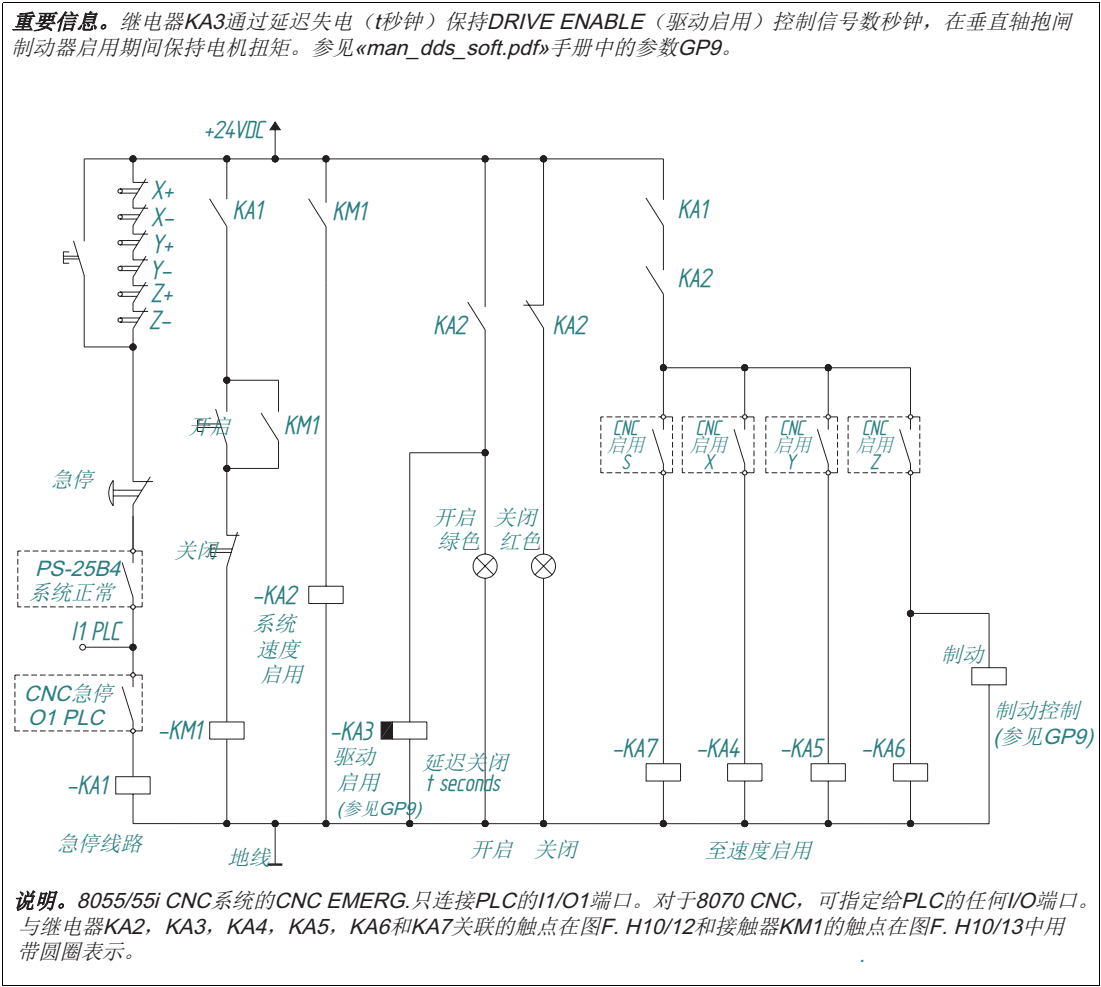 重要信息。继电器KA3通过延迟失电（t秒钟）保持DRIVE ENABLE（驱动启用）控制信号数秒钟，在垂直轴抱闸
制动器启用期间保持电机扭矩。参见«man_dds_soft.pdf»手册中的参数GP9。
+24VDC
X+
X-
Y+
Y-
Z+
Z-
KA1
KM1
KA1
KA2
KA2
KA2
开启
KM1
CNC
启用
S
CNC
启用
X
CNC
启用
Y
CNC
启用
Z
急停
关闭
开启
绿色
关闭
红色
PS-25B4
系统正常
-KA2
系统
速度
启用
I1 PLC
制动
CNC急停
O1 PLC
制动控制
(参见GP9)
-KM1
-KA3
驱动
启用
(参见GP9)
延迟关闭
t seconds
-KA7
-KA4
-KA5
-KA6
-KA1
急停线路
地线
开启
关闭
至速度启用
说明。8055/55i CNC系统的CNC EMERG.只连接PLC的I1/O1端口。对于8070 CNC，可指定给PLC的任何I/O端口。
与继电器KA2，KA3，KA4，KA5，KA6和KA7关联的触点在图F. H10/12和接触器KM1的触点在图F. H10/13中用
带圆圈表示。